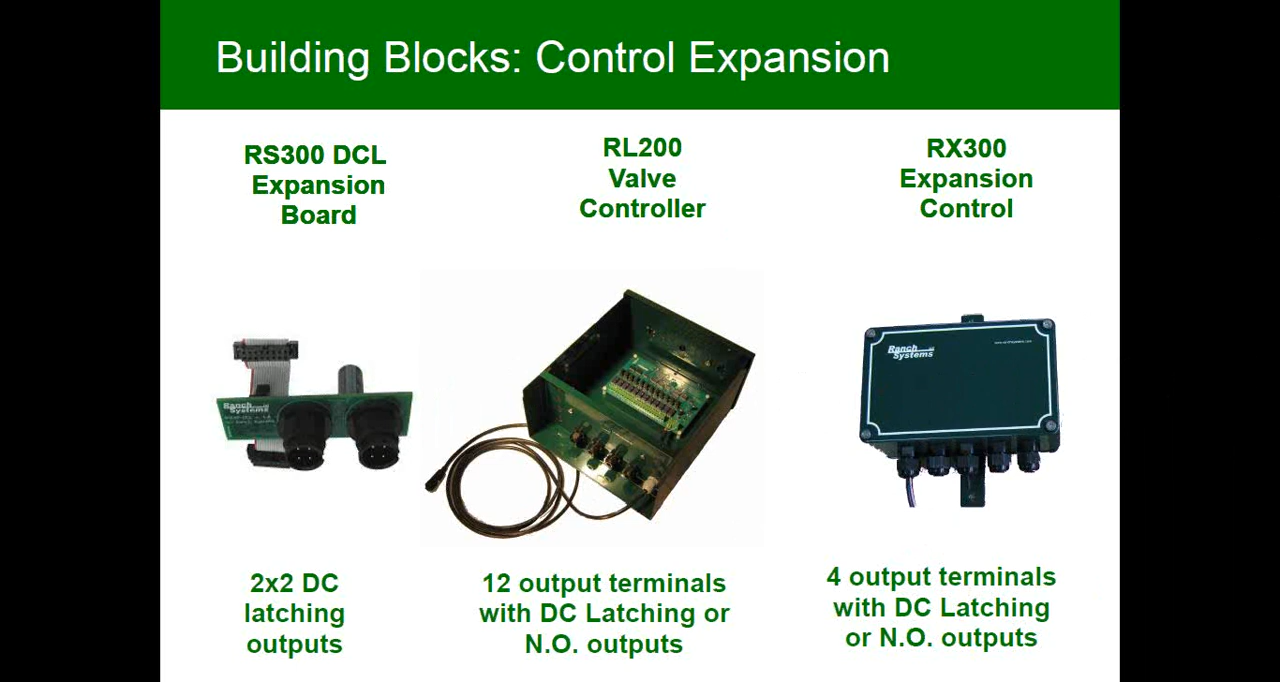 Building Blocks: Control Expansion
RS300 DCL
Expansion
Board
RL200
Valve
Controller
RX300
Expansion
Control
Ranch
Systems
Ranch
Systems
2x2 DC
latching
outputs
12 output terminals
with DC Latching or
N.O. outputs
4 output terminals
with DC Latching
or N.O. outputs